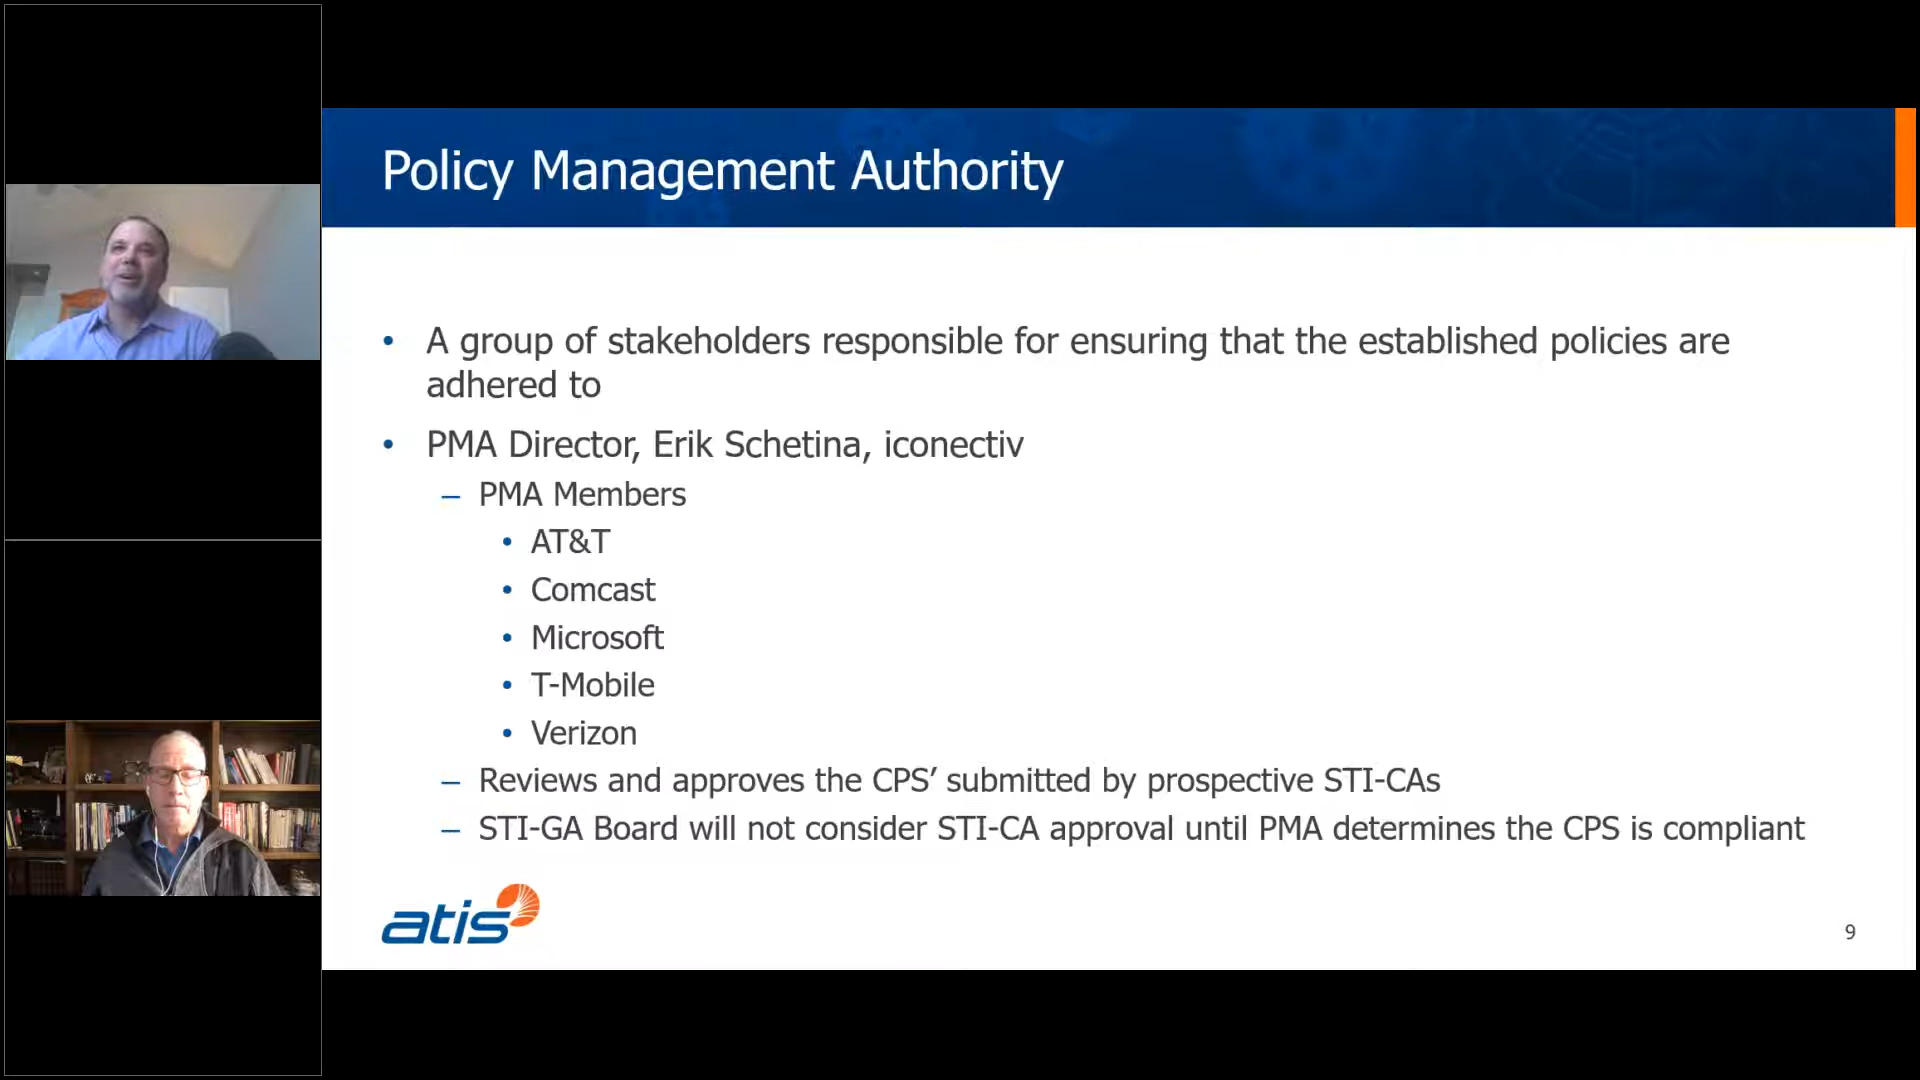 Policy Management Authority
• A group of stakeholders responsible for ensuring that the established policies are
adhered to
• PMA Director, Erik Schetina, iconectiv
– PMA Members
• AT&T
• Comcast
• Microsoft
• T-Mobile
• Verizon
– Reviews and approves the CPS’ submitted by prospective STI-CAs
– STI-GA Board will not consider STI-CA approval until PMA determines the CPS is compliant
atis
9